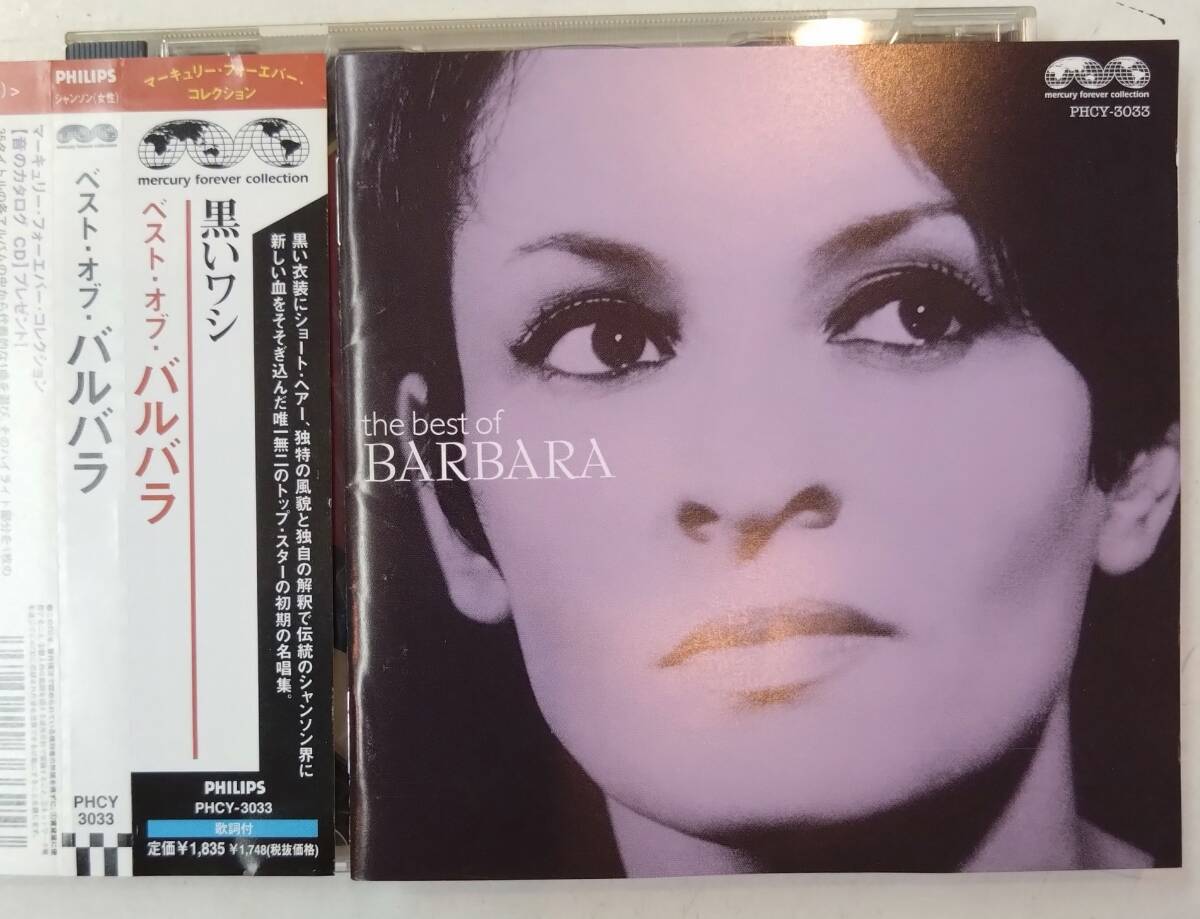 )>
マーキュリー・フォーエバー・コレクション
【音のカタログ CD】プレゼント】
PHILIPS
シャンソン(女性)
ベスト・オブ・バルバラ
PHCY
3033
マーキュリー・フォーエバー・
コレクション
mercury forever collection
黒いワシ
ベスト・オブ・バルバラ
黒い衣装にショート・ヘアー、独特の風貌と独自の解釈で伝統のシャンソン界に
新しい血をそそぎ込んだ唯一無二のトップ・スターの初期の名唱集。
PHILIPS
PHCY-3033
歌詞付
定価¥1,835 ¥1,748(税抜価格)
mercury forever collection
PHCY-3033
the best of
BARBARA